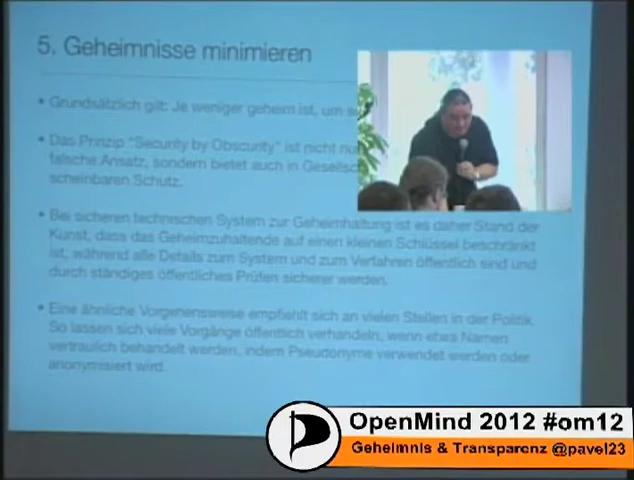 5. Geheimnisse minimieren
• Grundsätzlich gilt: Je weniger geheim ist, um
• Das Prinzip "Security by Obscurity" ist nicht
falsche Ansatz, sondern bietet auch in
scheinbaren Schutz.
• Bei sicheren technischen System zur Geheimhaltung ist es daher Stand der
Kunst, dass das Geheimzuhaltende auf einen kleinen Schlüssel beschränkt
ist, während alle Details zum System und zum Verfahren öffentlich sind und
durch ständiges öffentliches Prüfen sicherer werden.
• Eine ähnliche Vorgehensweise empfiehlt sich an vielen Stellen in der Politik.
So lassen sich viele Vorgänge öffentlich verhandeln, wenn etwa Namen
vertraulich behandelt werden, indem Pseudonyme verwendet werden oder
anonymisiert wird.
OpenMind 2012 #om12
Geheimnis & Transparenz @pavel23